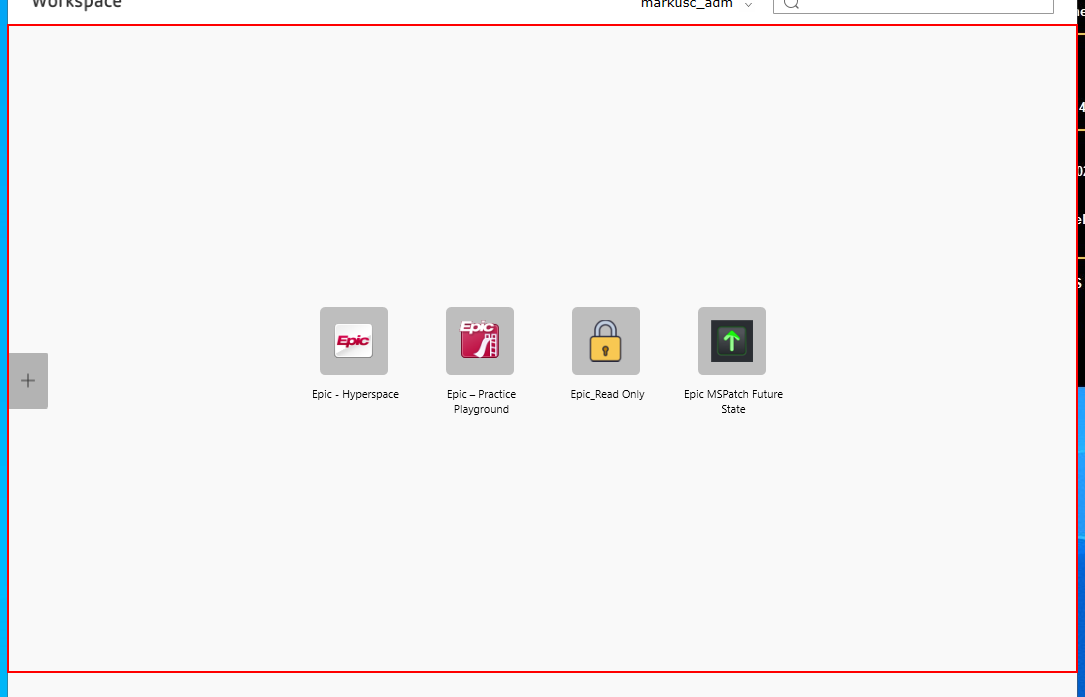 Workspace
markusc_adm
Epic
Epic
Epic - Hyperspace
Epic – Practice
Playground
Epic_Read Only
Epic MSPatch Future
State